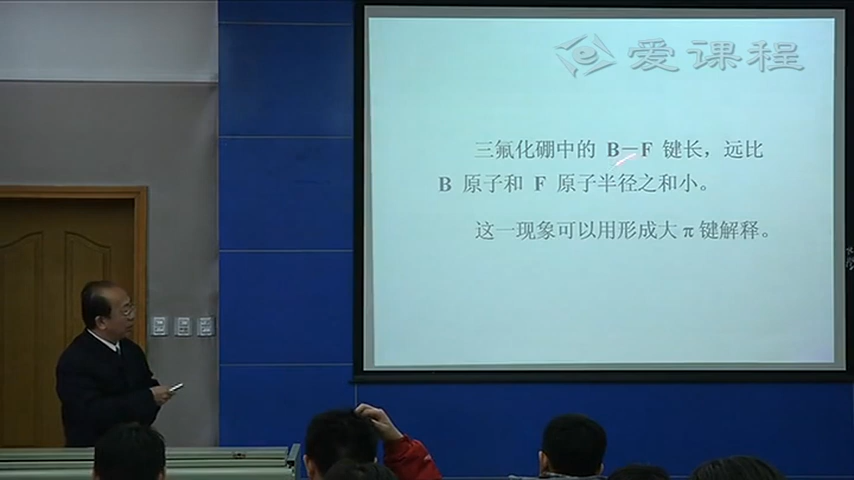 爱课程
三氟化硼中的 B－F 键长，远比
B 原子和 F 原子半径之和小。
这一现象可以用形成大 π 键解释。